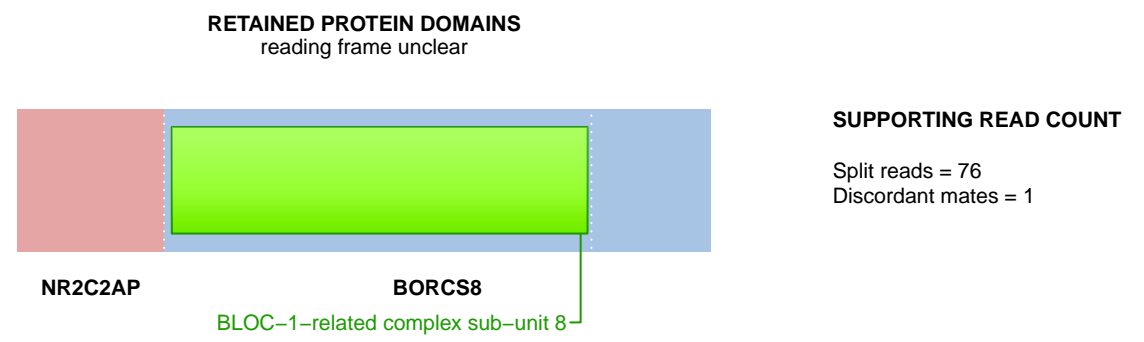 RETAINED PROTEIN DOMAINS
reading frame unclear
SUPPORTING READ COUNT
Split reads = 76
Discordant mates = 1
NR2C2AP
BORCS8
BLOC−1−related complex sub−unit 8